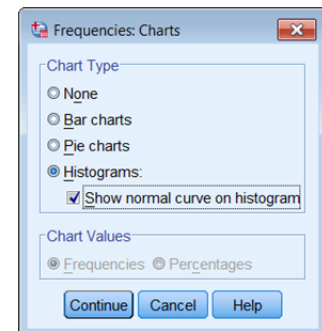 Frequencies: Charts
Chart Type
None
Bar charts
Pie charts
Histograms:
Show normal curve on histogram
Chart Values
Frequencies Percentages
Continue Cancel Help